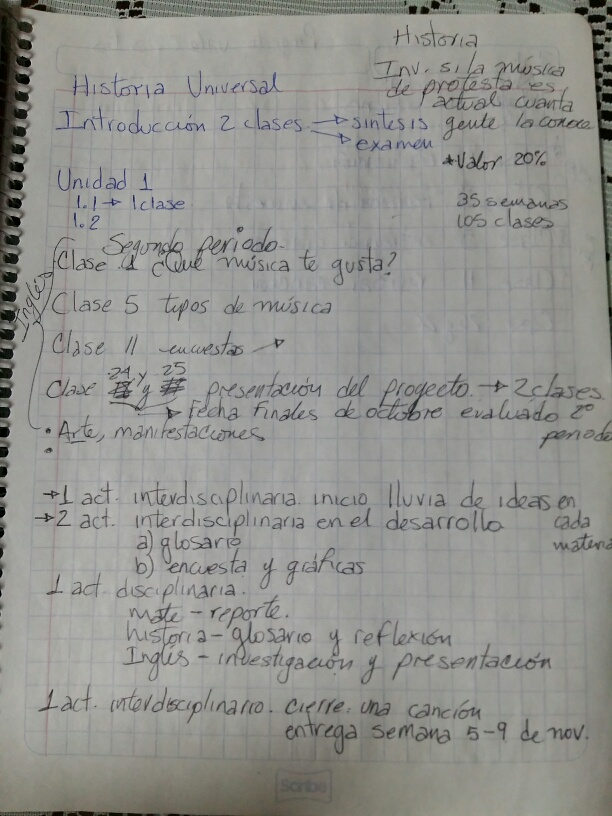 Historia
Inv. si la música
de protesta es
actual cuanta
gente la conoce
*Valor 20%
Historia Universal
Introducción 2 clases → síntesis
→ examen
Unidad 1
1.1 → 1 clase
1.2
35 semanas
105 clases
Segundo periodo.
Inglés
Clase 1 ¿Qué música te gusta?
Clase 5 tipos de música
Clase 11 encuestas →
Clase 24 y 25 presentación del proyecto → 2 clases
→ Fecha finales de octubre evaluado 2°
periodo
• Arte, manifestaciones
•
→ 1 act. interdisciplinaria inicio lluvia de ideas en
cada
materia
→ 2 act. interdisciplinaria en el desarrollo
a) glosario
b) encuesta y gráficas
1 act disciplinaria.
mate - reporte.
historia - glosario y reflexión
Inglés - investigación y presentación
1 act. interdisciplinario. cierre. una canción
entrega semana 5-9 de nov.
Scribe